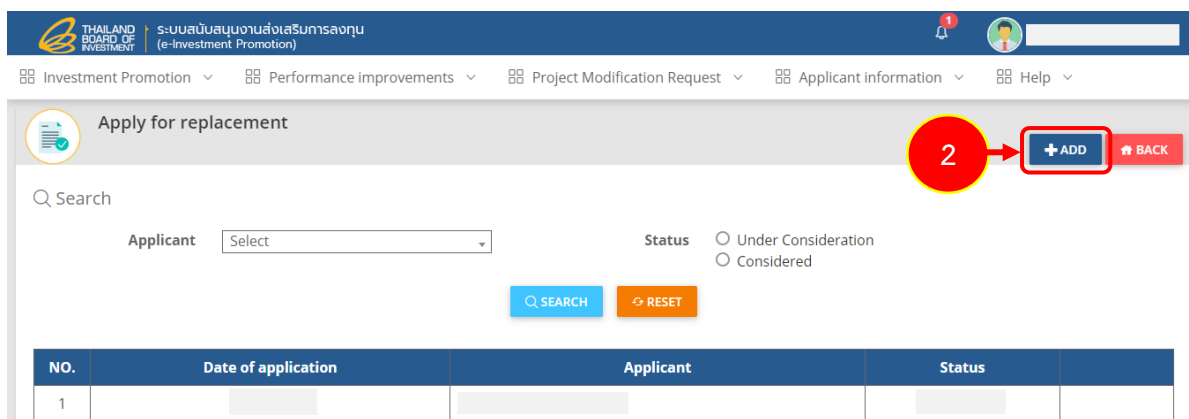 THAILAND
BOARD OF
INVESTMENT
ระบบสนับสนุนงานส่งเสริมการลงทุน
(e-Investment Promotion)
1
Investment Promotion
Performance improvements
Project Modification Request
Applicant information
Help
Apply for replacement
2
ADD
BACK
Search
Applicant
Select
Status
Under Consideration
Considered
SEARCH
RESET
NO.
Date of application
Applicant
Status
1